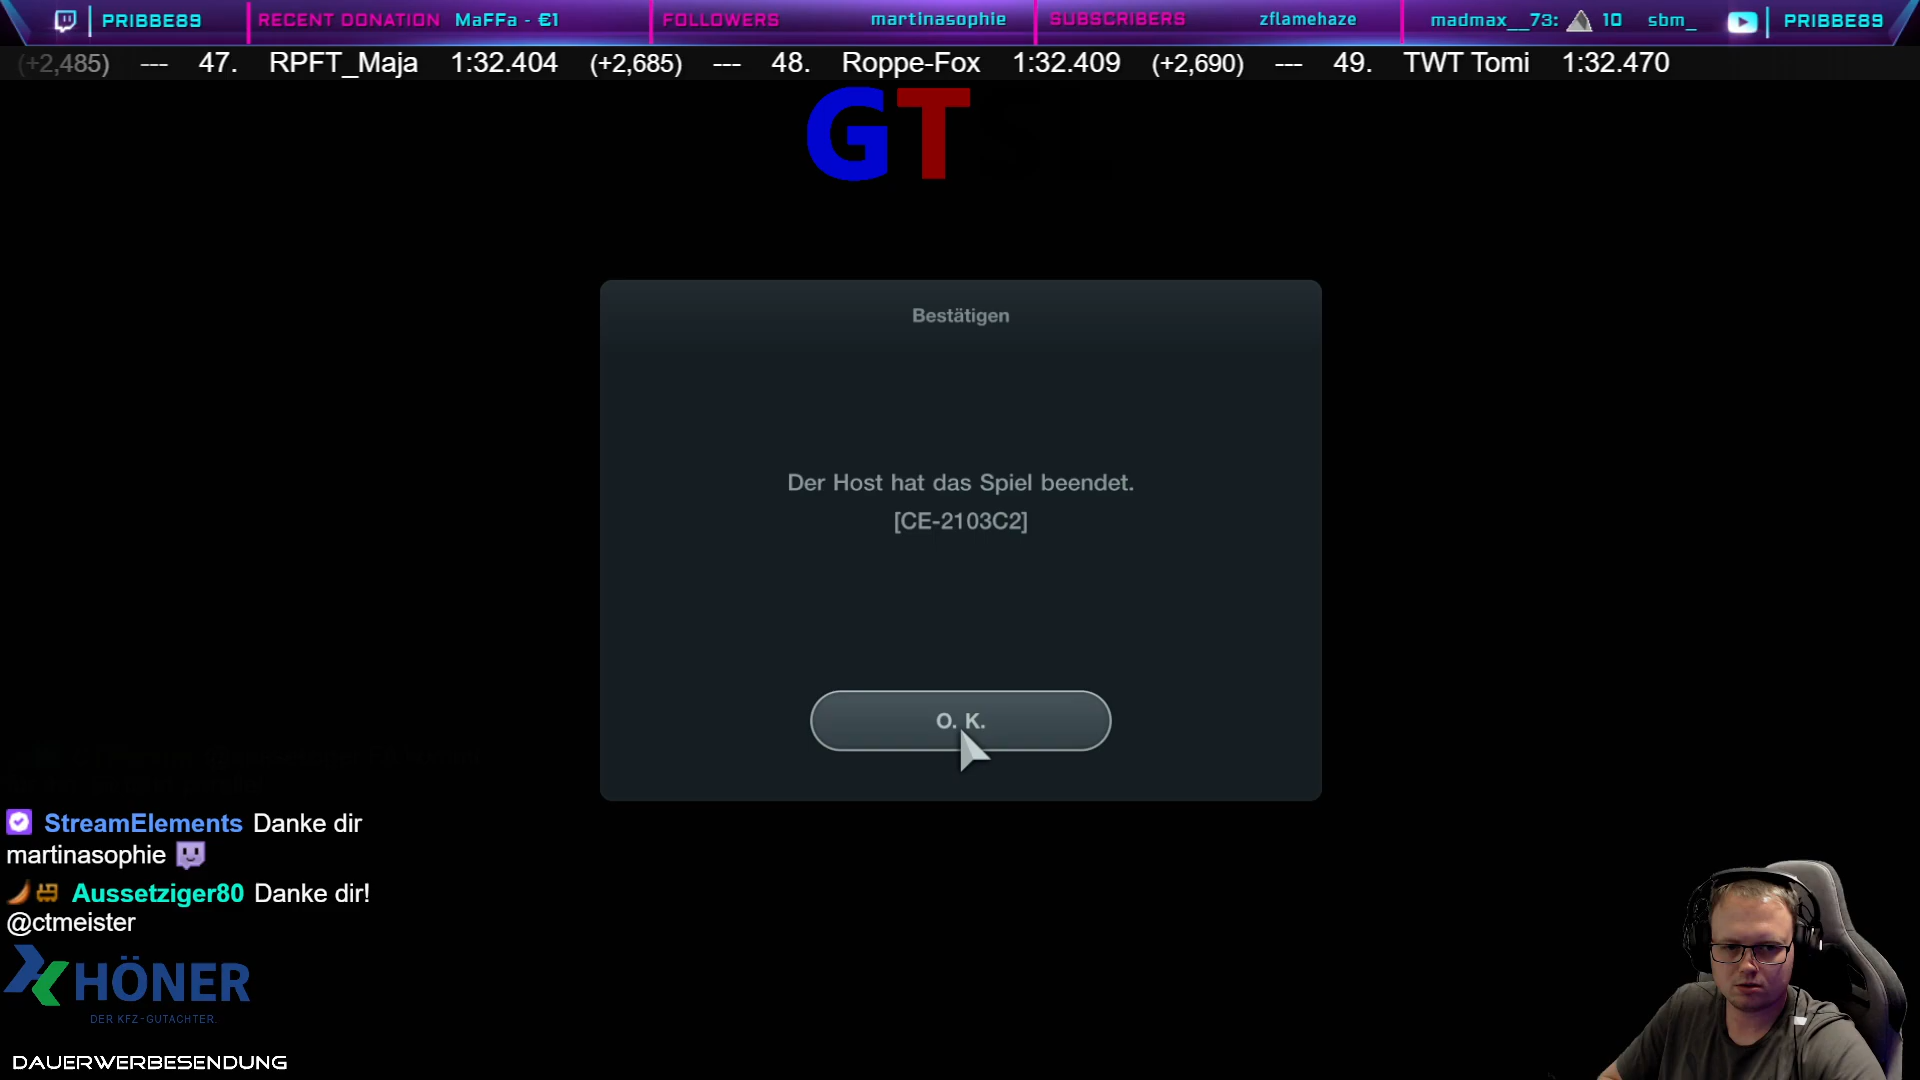 PRIBBE89
RECENT DONATION MaFFa - €1
FOLLOWERS martinasophie
SUBSCRIBERS zflamehaze
madmax__73: 10 sbm_
PRIBBE89
(+2,485) --- 47. RPFT_Maja 1:32.404 (+2,685) --- 48. Roppe-Fox 1:32.409 (+2,690) --- 49. TWT Tomi 1:32.470
GTSL
Bestätigen
Der Host hat das Spiel beendet.
[CE-2103C2]
O. K.
StreamElements Danke dir
martinasophie
Aussetziger80 Danke dir!
@ctmeister
HÖNER
DER KFZ-GUTACHTER.
DAUERWERBESENDUNG